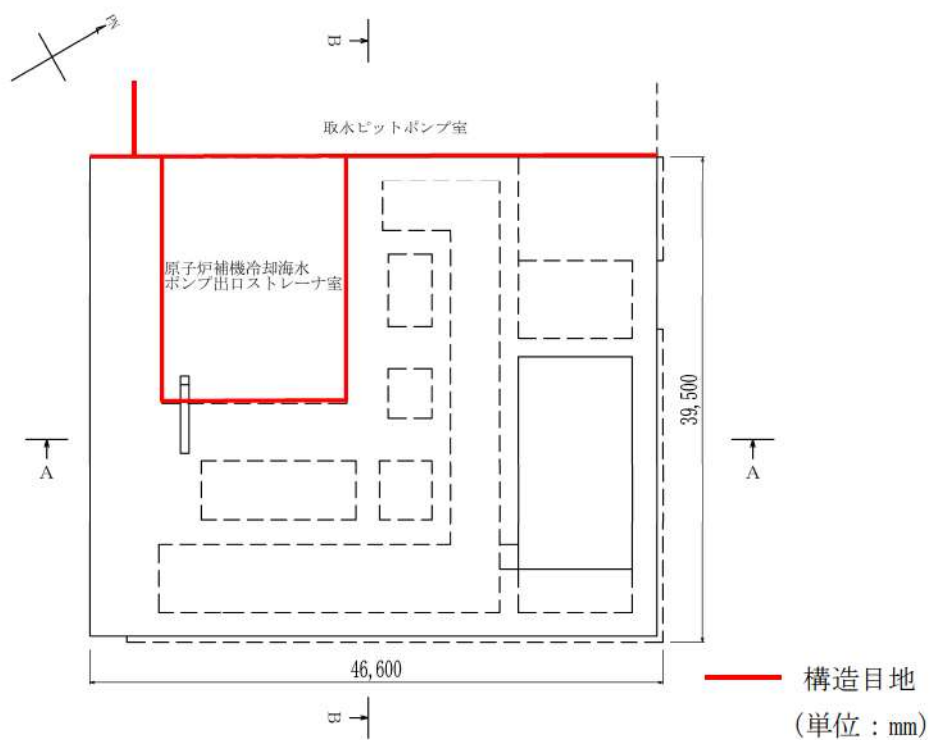 PN
B
取水ピットポンプ室
原子炉補機冷却海水
ポンプ出口ストレーナ室
39,500
A
A
46,600
B
構造目地
(単位:mm)